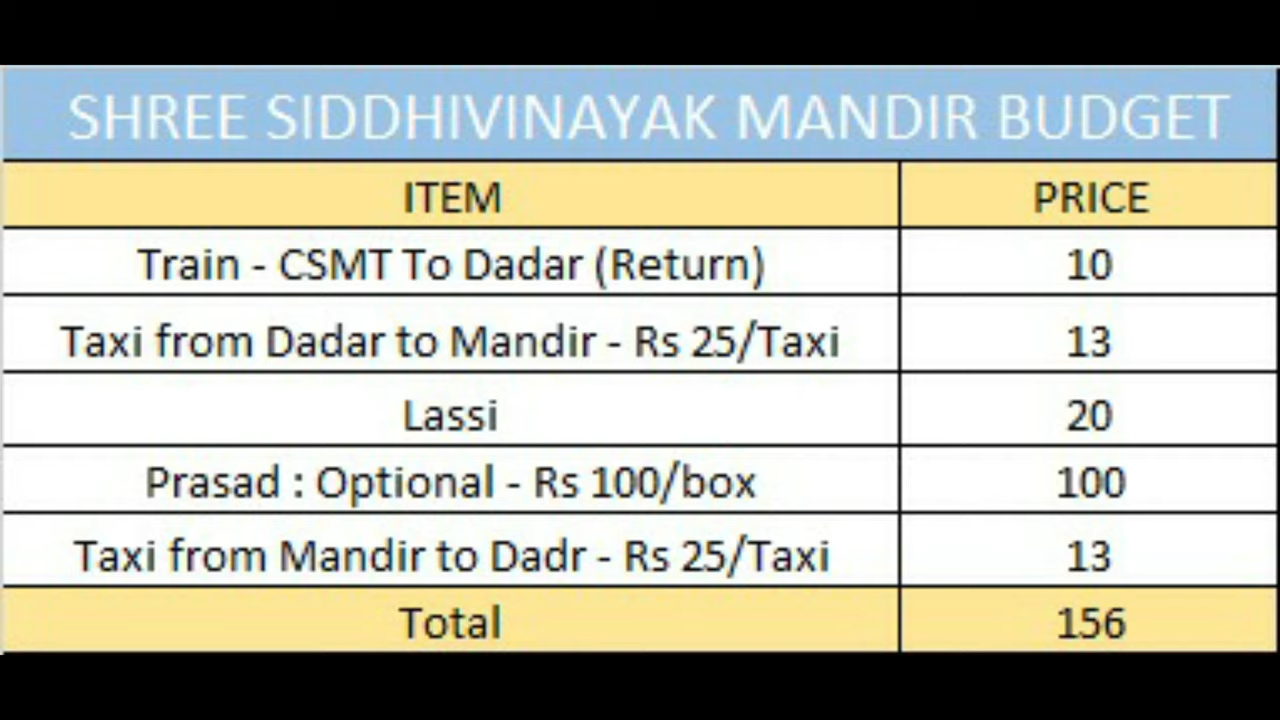 SHREE SIDDHIVINAYAK MANDIR BUDGET
ITEM PRICE
Train - CSMT To Dadar (Return) 10
Taxi from Dadar to Mandir - Rs 25/Taxi 13
Lassi 20
Prasad : Optional - Rs 100/box 100
Taxi from Mandir to Dadr - Rs 25/Taxi 13
Total 156